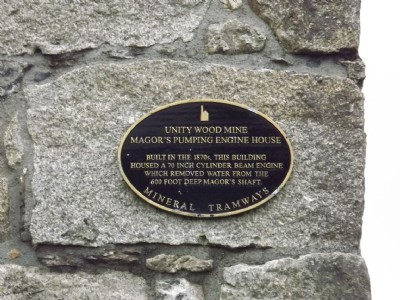 UNITY WOOD MINE
MAGOR'S PUMPING ENGINE HOUSE
BUILT IN THE 1870s, THIS BUILDING
HOUSED A 70 INCH CYLINDER BEAM ENGINE
WHICH REMOVED WATER FROM THE
600 FOOT DEEP MAGOR'S SHAFT.
MINERAL TRAMWAYS